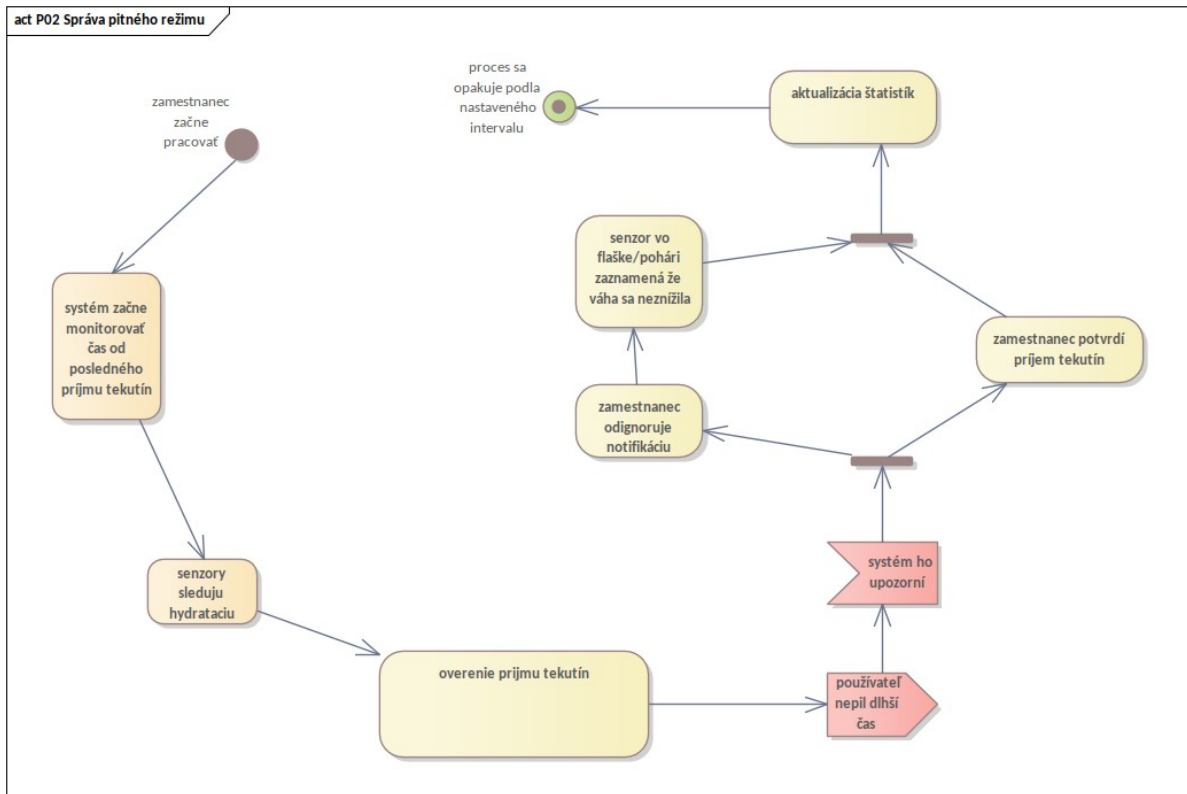 act P02 Správa pitného režimu
zamestnanec
začne
pracovať
systém začne
monitorovať
čas od
posledného
príjmu tekutín
senzory
sleduju
hydrataciu
overenie prijmu tekutín
používateľ
nepil dlhší
čas
systém ho
upozorní
zamestnanec
odignoruje
notifikáciu
senzor vo
flaške/pohári
zaznamená že
váha sa neznížila
zamestnanec potvrdí
príjem tekutín
aktualizácia štatistík
proces sa
opakuje podla
nastaveného
intervalu